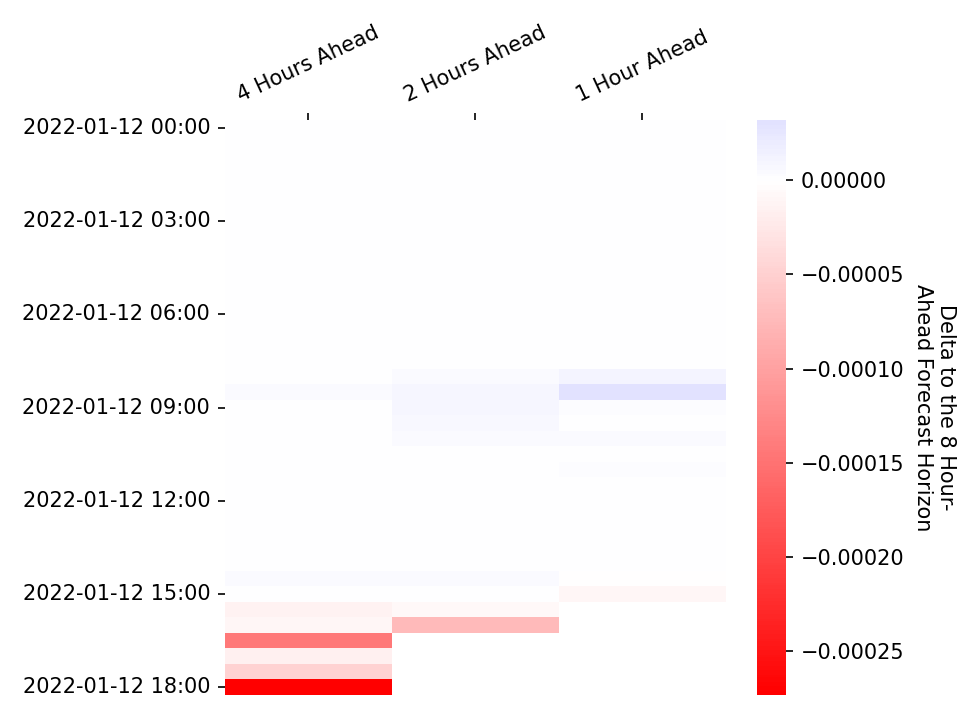 4 Hours Ahead
2 Hours Ahead
1 Hour Ahead
2022-01-12 00:00
2022-01-12 03:00
2022-01-12 06:00
2022-01-12 09:00
2022-01-12 12:00
2022-01-12 15:00
2022-01-12 18:00
0.00000
−0.00005
−0.00010
−0.00015
−0.00020
−0.00025
Delta to the 8 Hour-
Ahead Forecast Horizon